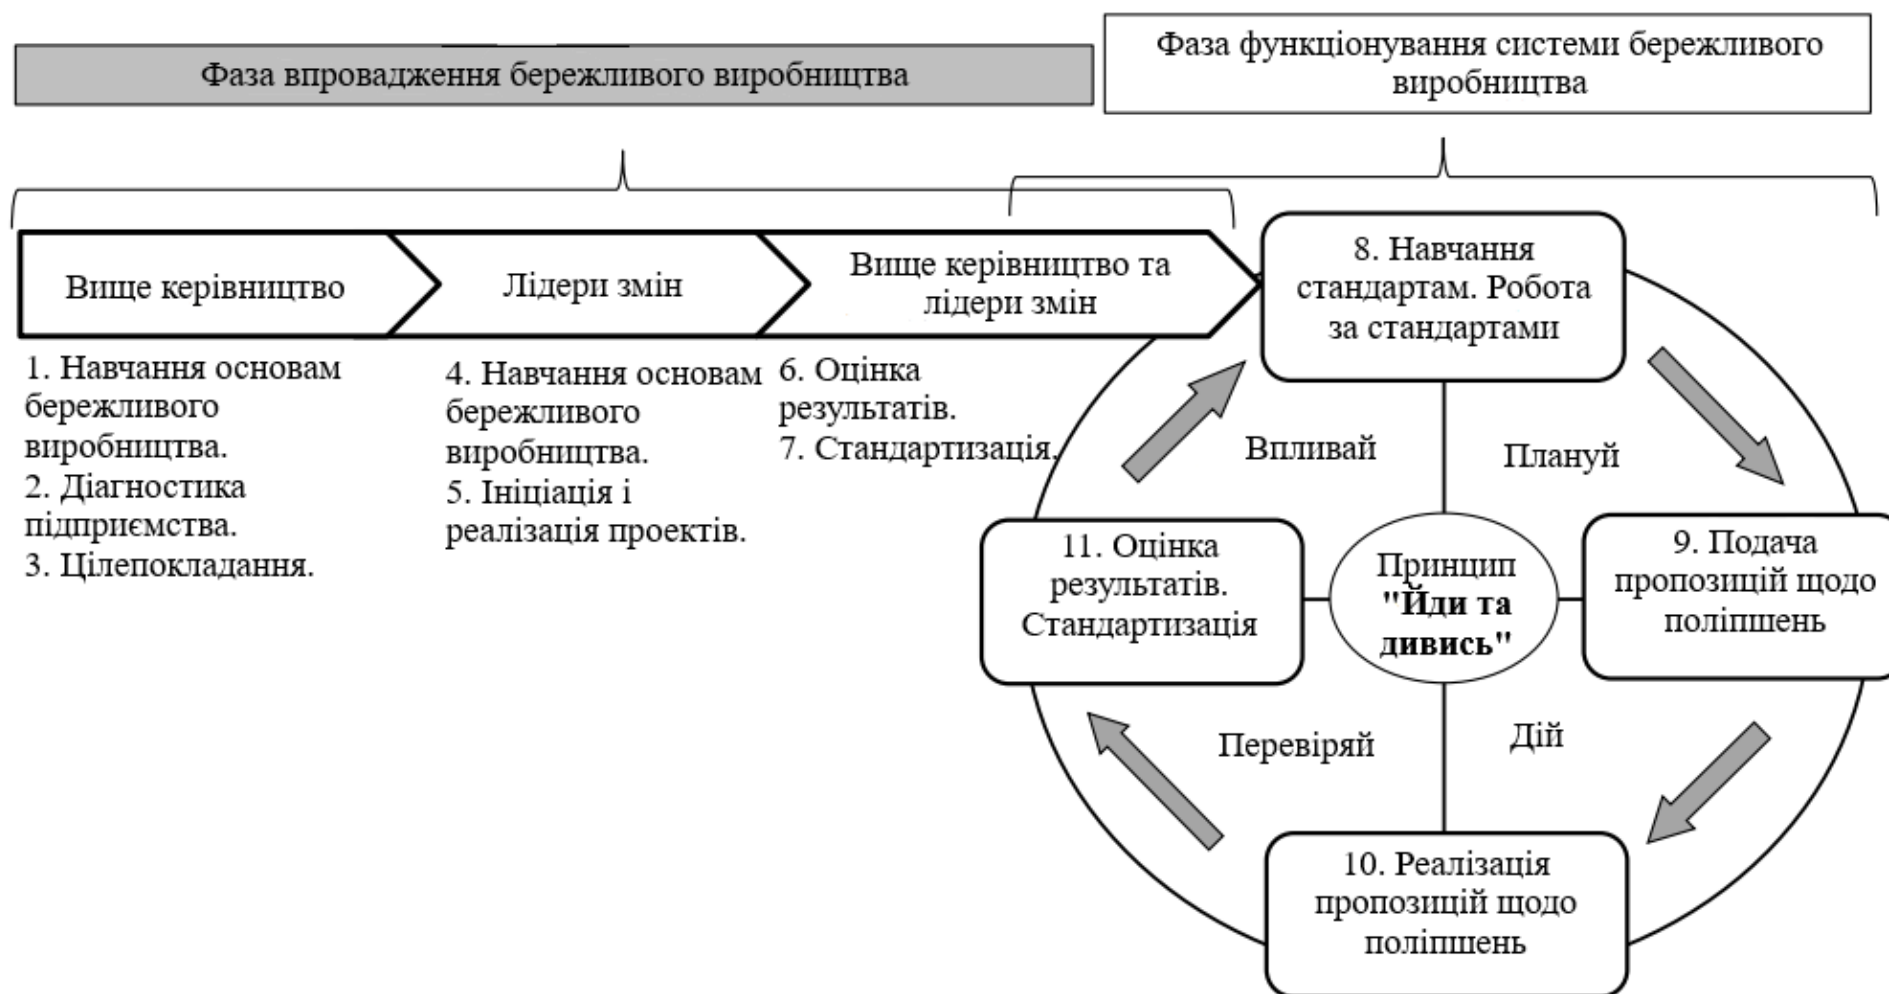 Фаза впровадження бережливого виробництва
Фаза функціонування системи бережливого
виробництва
Вище керівництво
Лідери змін
Вище керівництво та
лідери змін
1. Навчання основам
бережливого
виробництва.
2. Діагностика
підприємства.
3. Цілепокладання.
4. Навчання основам
бережливого
виробництва.
5. Ініціація і
реалізація проектів.
6. Оцінка
результатів.
7. Стандартизація.
8. Навчання
стандартам. Робота
за стандартами
Впливай
Плануй
11. Оцінка
результатів.
Стандартизація
Принцип
"Йди та
дивись"
9. Подача
пропозицій щодо
поліпшень
Перевіряй
Дій
10. Реалізація
пропозицій щодо
поліпшень